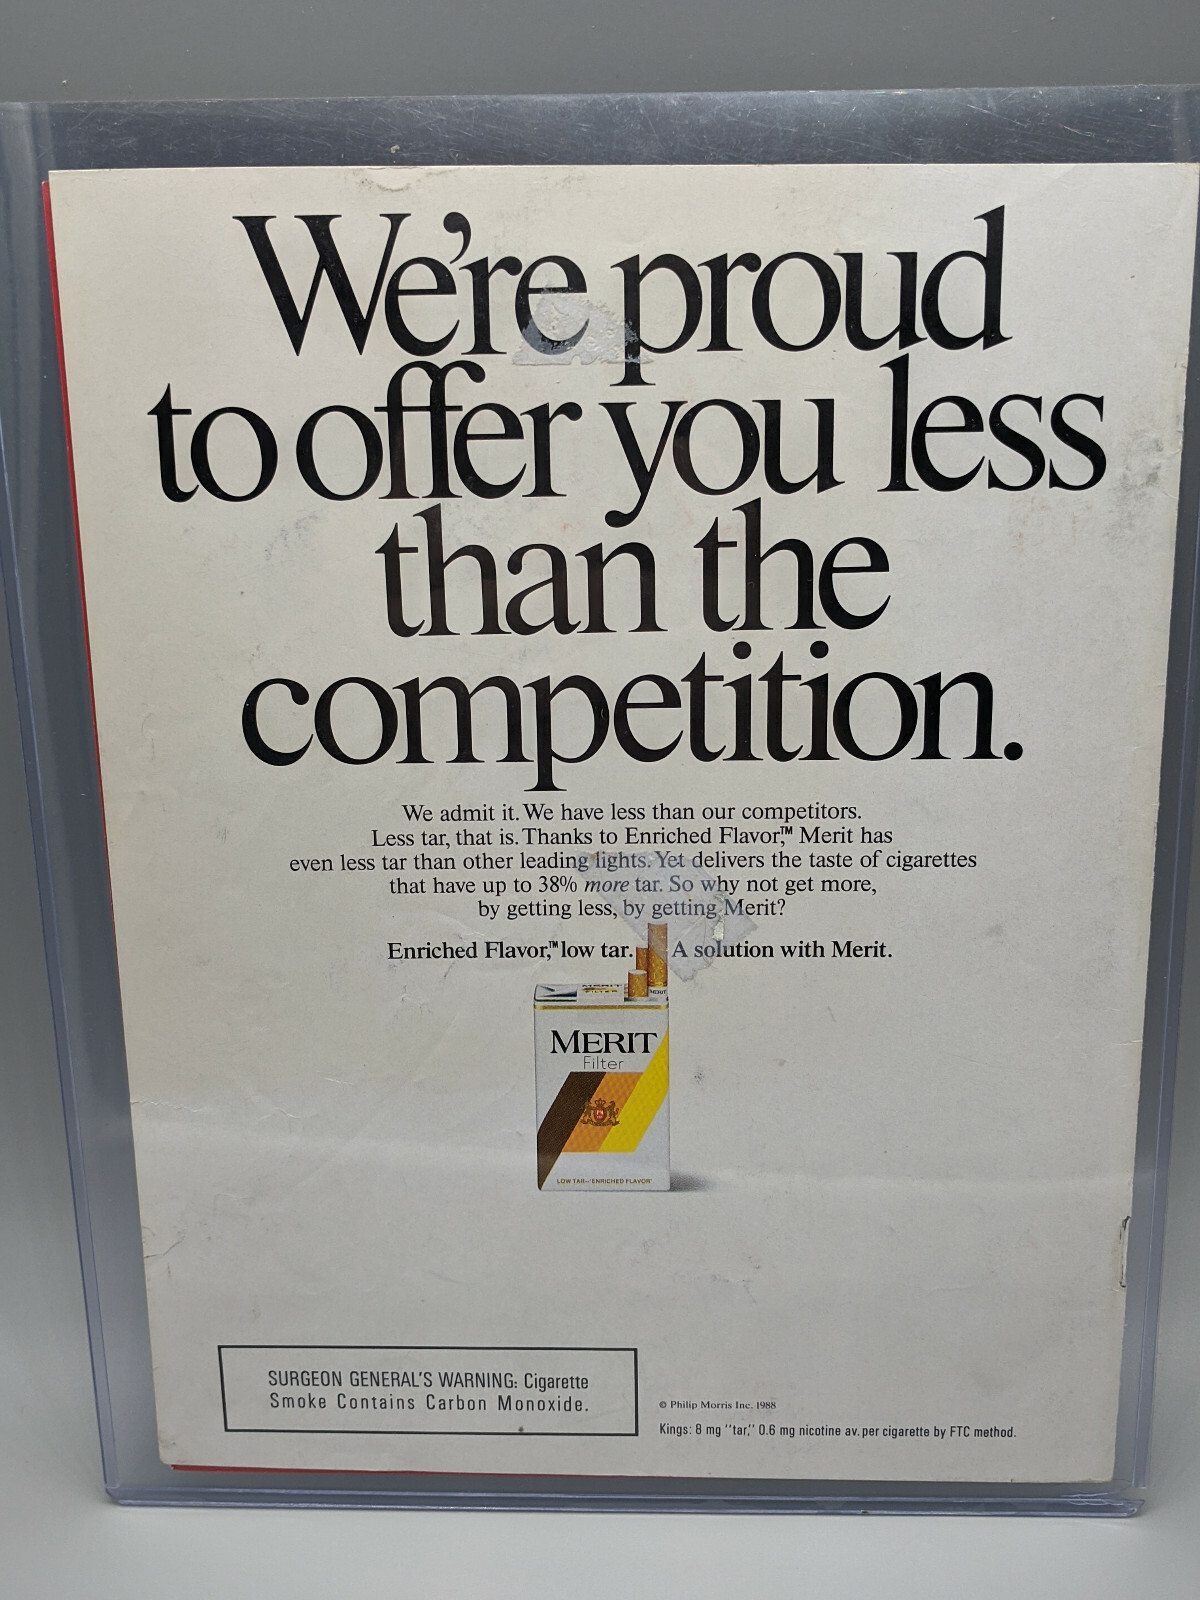 We're proud
to offer you less
than the
competition.
We admit it. We have less than our competitors.
Less tar, that is. Thanks to Enriched Flavor,™ Merit has
even less tar than other leading lights. Yet delivers the taste of cigarettes
that have up to 38% more tar. So why not get more,
by getting less, by getting Merit?
Enriched Flavor,™ low tar. A solution with Merit.
MERIT
FILTER
MERIT
MERIT
Filter
LOW TAR—'ENRICHED FLAVOR'
SURGEON GENERAL'S WARNING: Cigarette
Smoke Contains Carbon Monoxide.
© Philip Morris Inc. 1988
Kings: 8 mg "tar," 0.6 mg nicotine av. per cigarette by FTC method.